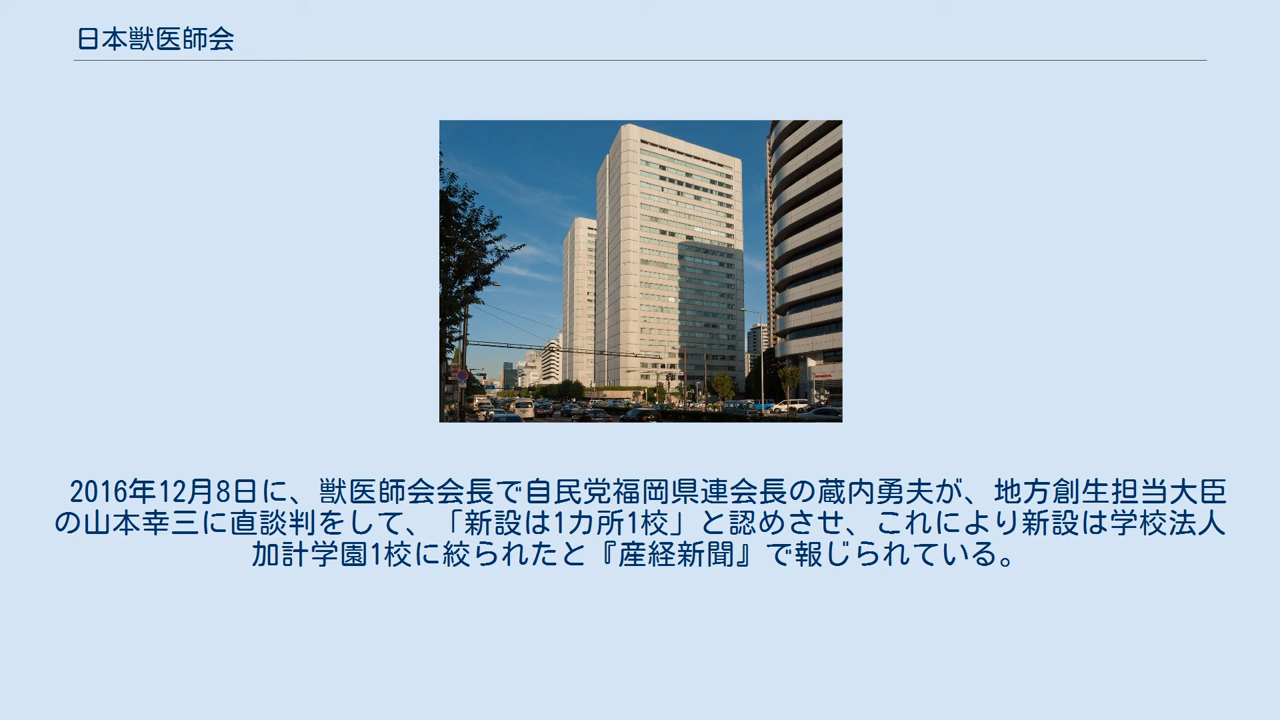 日本獣医師会
2016年12月8日に、獣医師会会長で自民党福岡県連会長の蔵内勇夫が、地方創生担当大臣
の山本幸三に直談判をして、「新設は1カ所1校」と認めさせ、これにより新設は学校法人
加計学園1校に絞られたと『産経新聞』で報じられている。